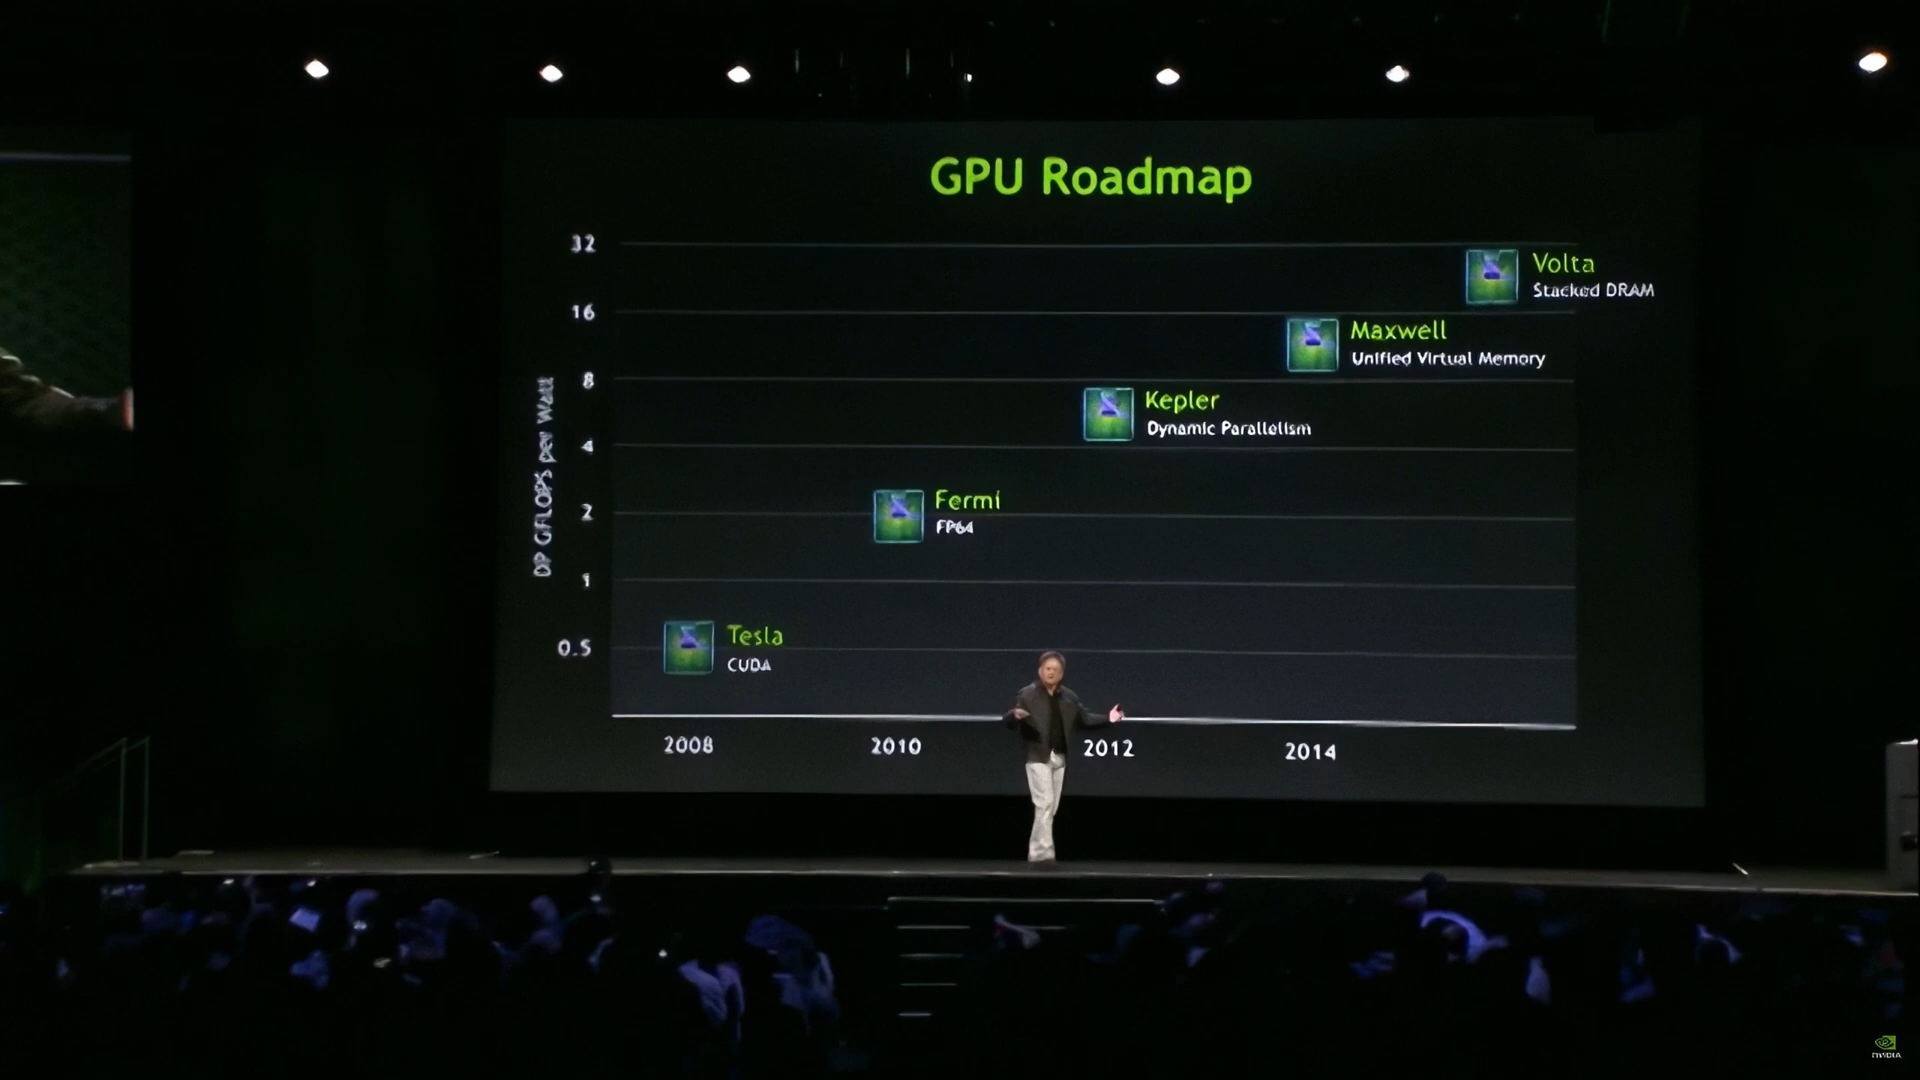 GPU Roadmap
32
16
8
4
2
1
0.5
DP GFLOPS per Watt
Volta
Stacked DRAM
Maxwell
Unified Virtual Memory
Kepler
Dynamic Parallelism
Fermi
FP64
Tesla
CUDA
2008
2010
2012
2014
NVIDIA